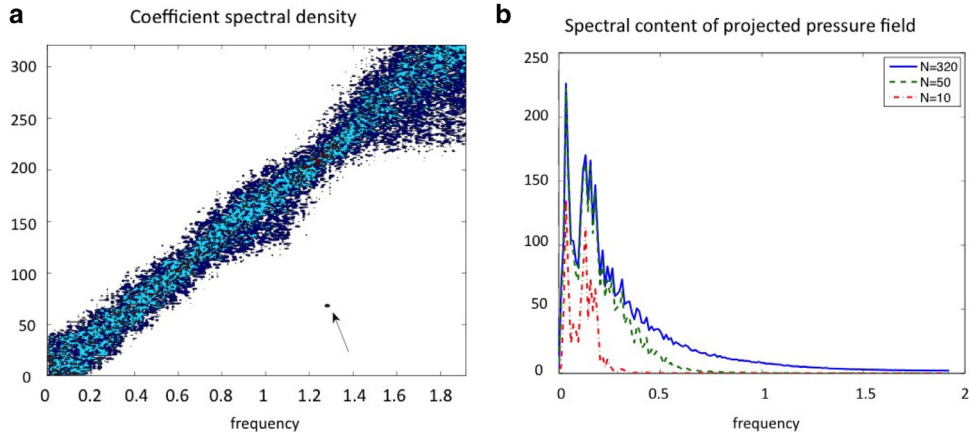 a
Coefficient spectral density
300
250
200
150
100
50
0
0 0.2 0.4 0.6 0.8 1 1.2 1.4 1.6 1.8
frequency
b
Spectral content of projected pressure field
N=320
N=50
N=10
250
200
150
100
50
0
0 0.5 1 1.5 2
frequency